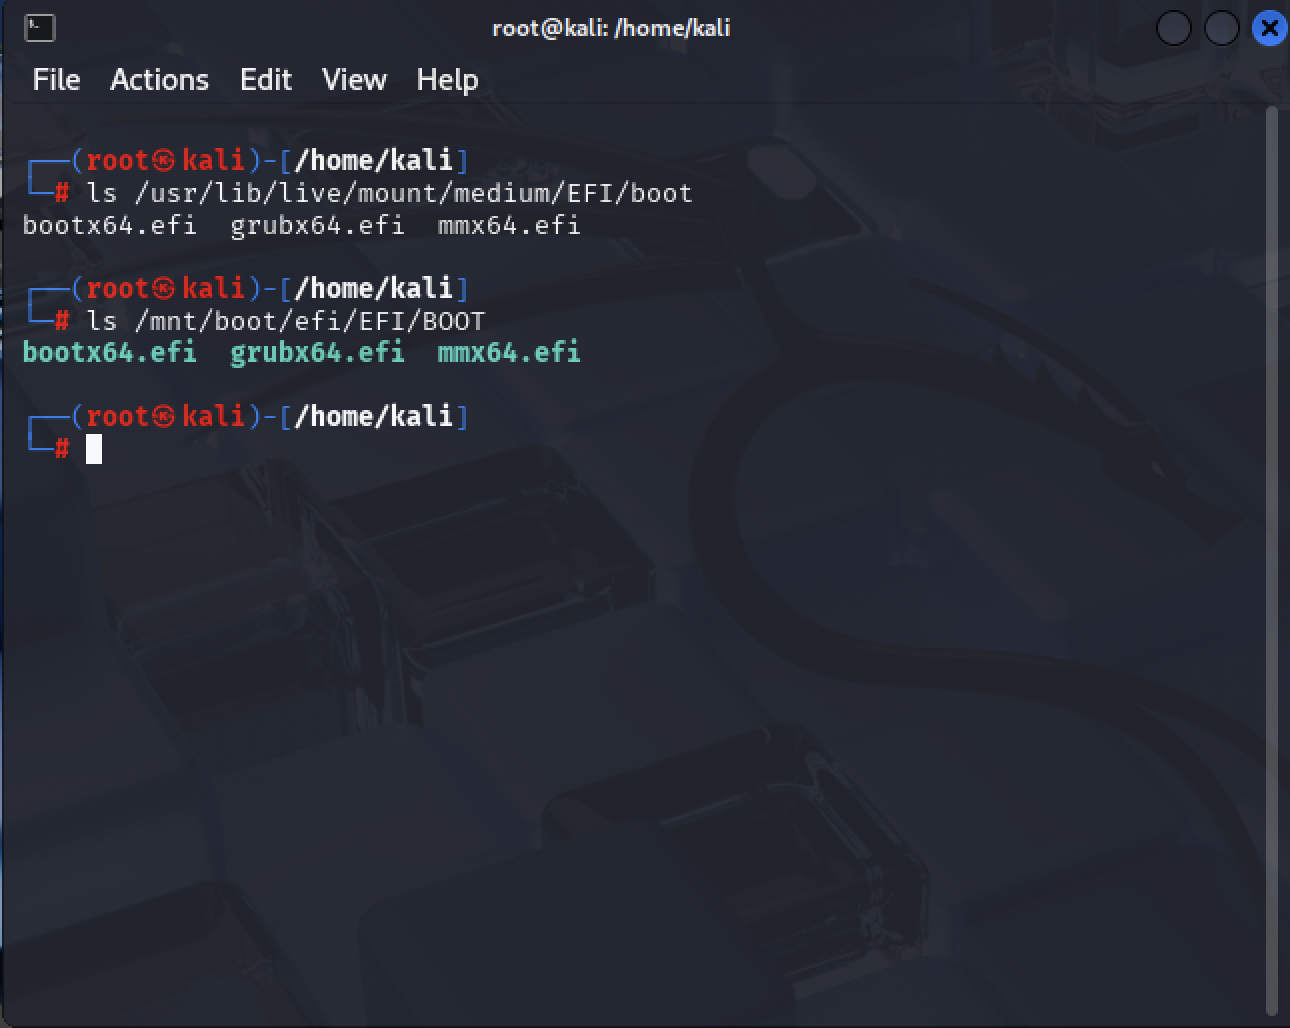 root@kali: /home/kali
File Actions Edit View Help
┌──(root㉿kali)-[/home/kali]
└─# ls /usr/lib/live/mount/medium/EFI/boot
bootx64.efi  grubx64.efi  mmx64.efi
┌──(root㉿kali)-[/home/kali]
└─# ls /mnt/boot/efi/EFI/BOOT
bootx64.efi  grubx64.efi  mmx64.efi
┌──(root㉿kali)-[/home/kali]
└─#